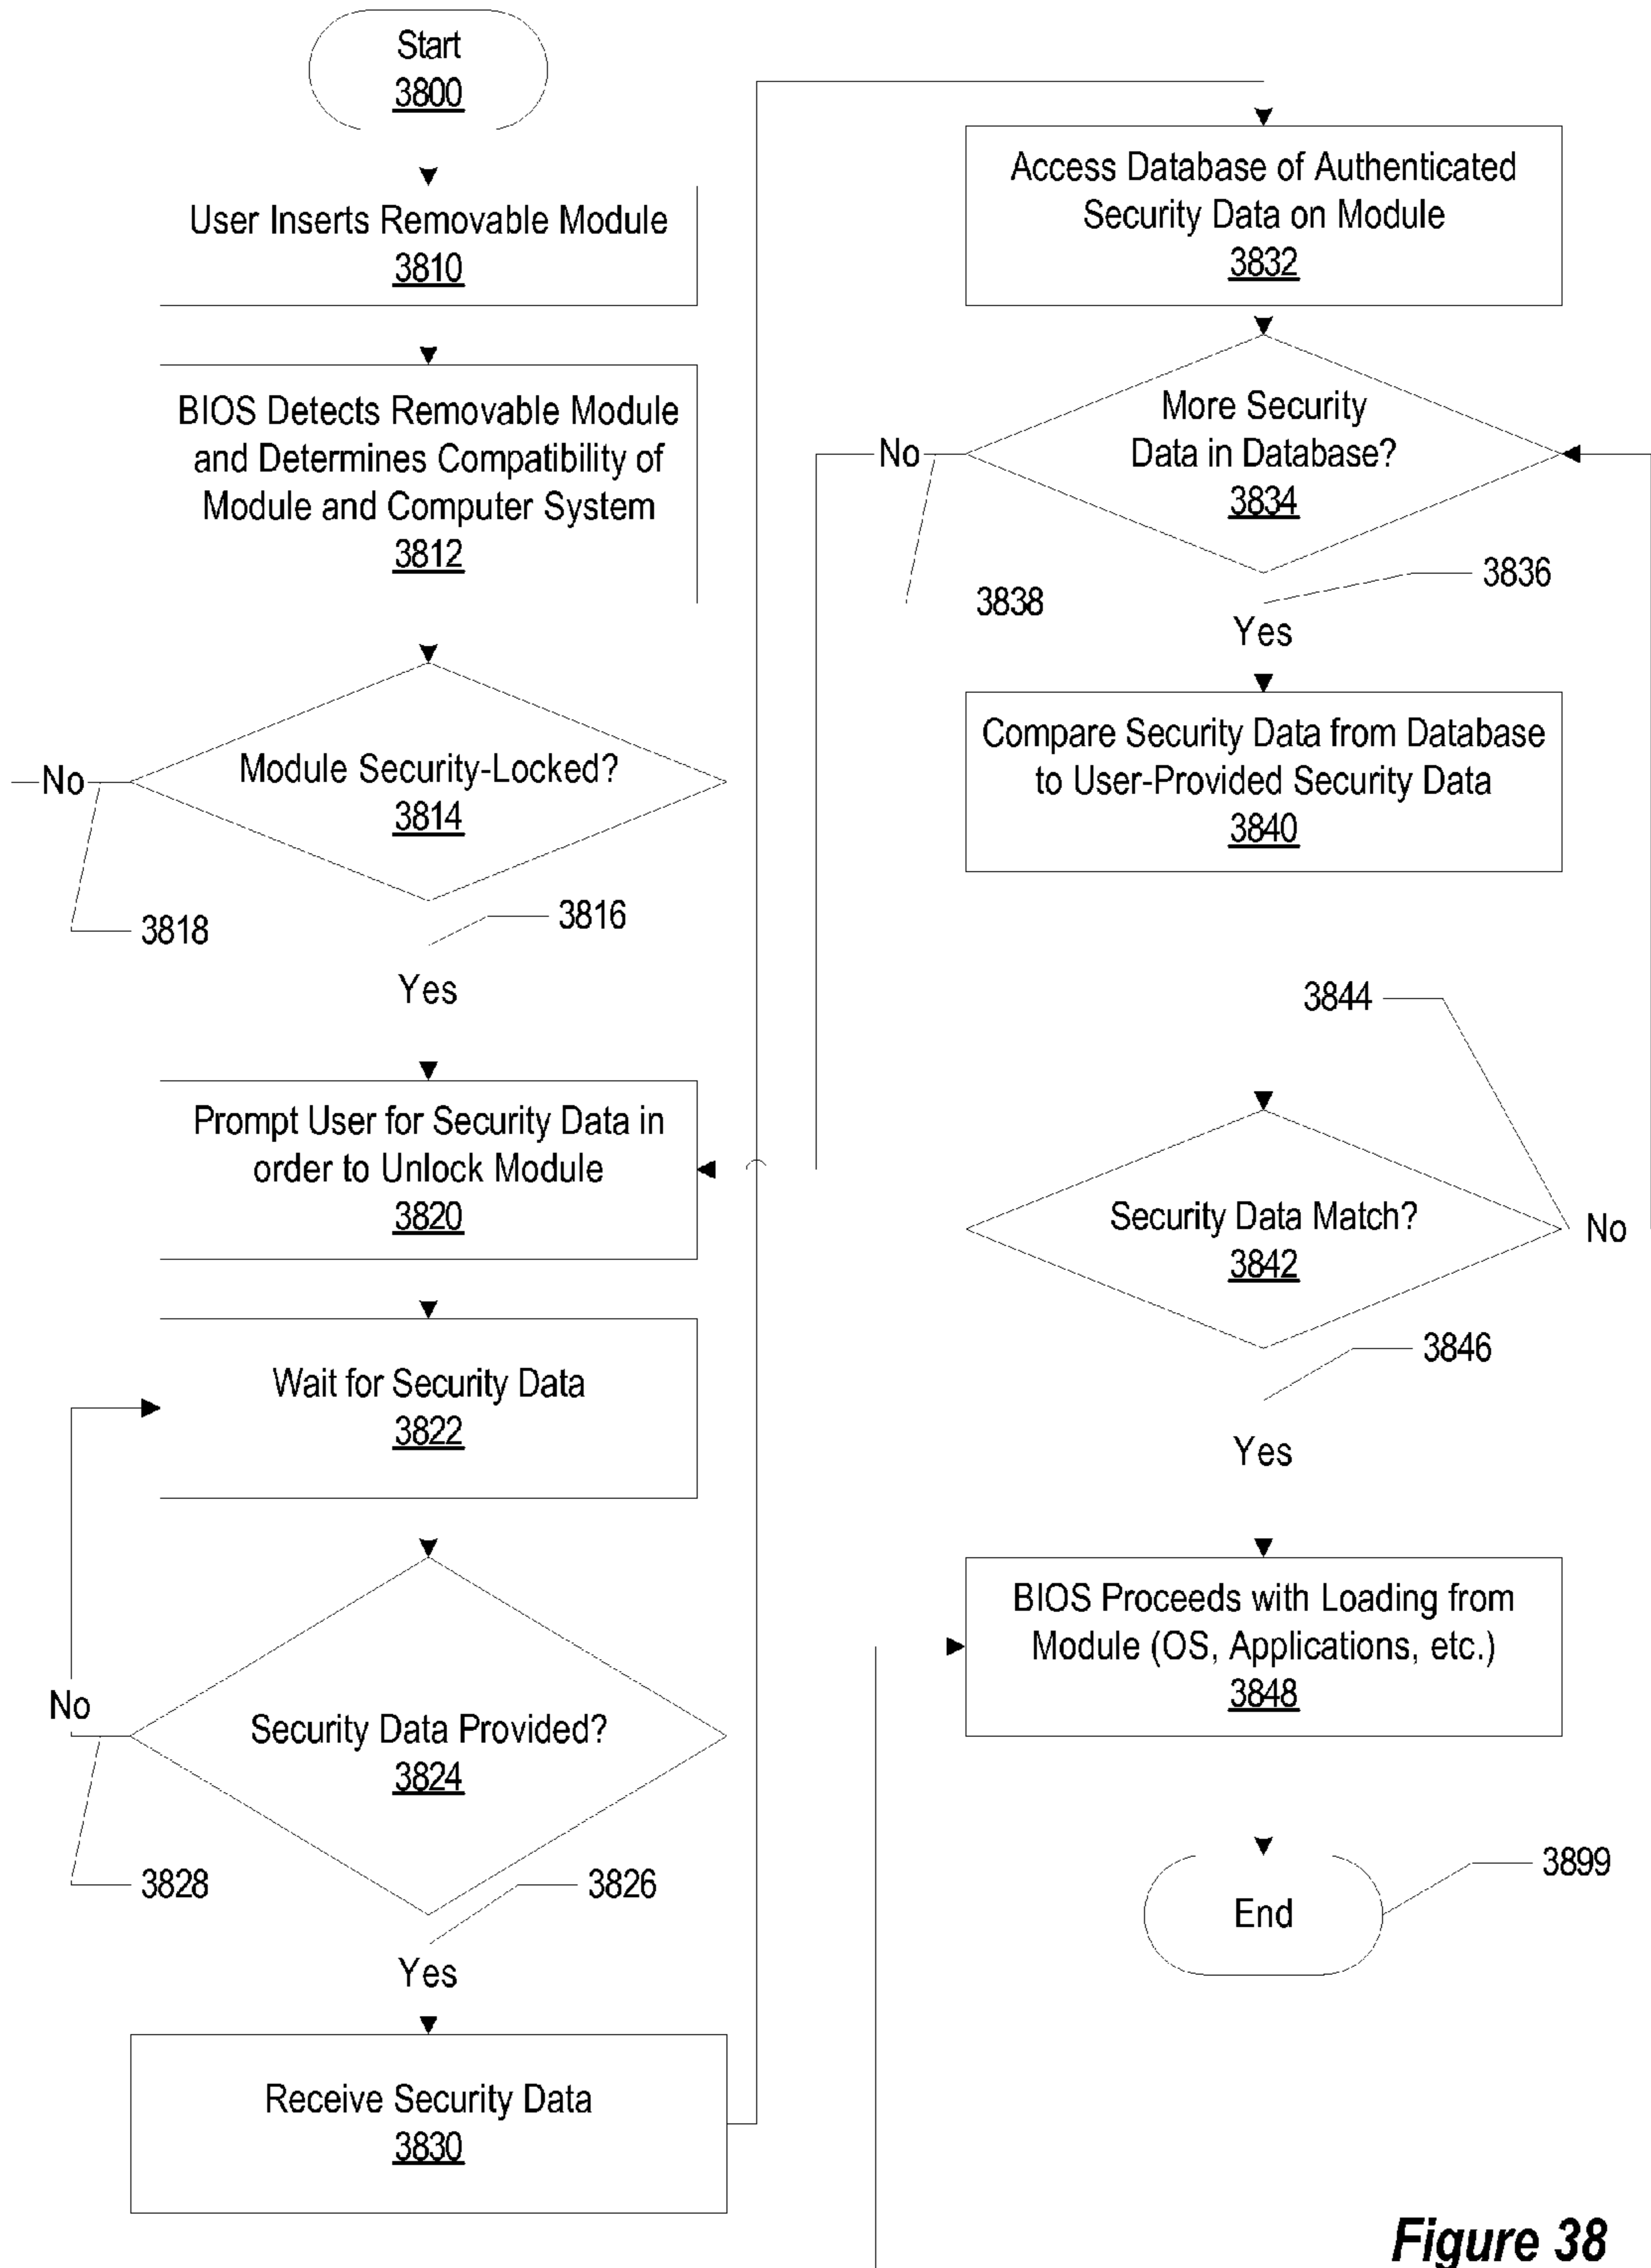 Start
3800
User Inserts Removable Module
3810
BIOS Detects Removable Module
and Determines Compatibility of
Module and Computer System
3812
Module Security-Locked?
3814
No
3818
3816
Yes
Prompt User for Security Data in
order to Unlock Module
3820
Wait for Security Data
3822
Security Data Provided?
3824
No
3828
3826
Yes
Receive Security Data
3830
Access Database of Authenticated
Security Data on Module
3832
More Security
Data in Database?
3834
No
3838
3836
Yes
Compare Security Data from Database
to User-Provided Security Data
3840
3844
Security Data Match?
3842
No
3846
Yes
BIOS Proceeds with Loading from
Module (OS, Applications, etc.)
3848
End
3899
Figure 38